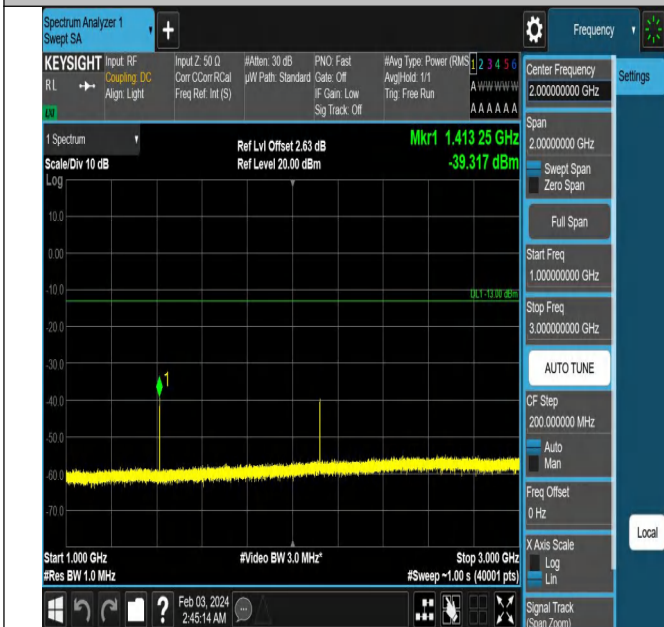 Spectrum Analyzer 1
Swept SA
+
Frequency
KEYSIGHT
RL
LXI
Input: RF
Coupling: DC
Align: Light
Input Z: 50 Ω
Corr CCorr RCal
Freq Ref: Int (S)
#Atten: 30 dB
µW Path: Standard
PNO: Fast
Gate: Off
IF Gain: Low
Sig Track: Off
#Avg Type: Power (RMS
Avg|Hold: 1/1
Trig: Free Run
1 2 3 4 5 6
A W W W W W
A A A A A A
Center Frequency
2.000000000 GHz
Settings
Span
2.00000000 GHz
Swept Span
Zero Span
Full Span
Start Freq
1.000000000 GHz
Stop Freq
3.000000000 GHz
AUTO TUNE
CF Step
200.000000 MHz
Auto
Man
Freq Offset
0 Hz
X Axis Scale
Log
Lin
Local
Signal Track
(Span Zoom)
1 Spectrum
Scale/Div 10 dB
Ref Lvl Offset 2.63 dB
Ref Level 20.00 dBm
Mkr1 1.413 25 GHz
-39.317 dBm
Log
10.0
0.00
-10.0
DL1 -13.00 dBm
-20.0
-30.0
1
-40.0
-50.0
-60.0
-70.0
Start 1.000 GHz
#Res BW 1.0 MHz
#Video BW 3.0 MHz*
Stop 3.000 GHz
#Sweep ~1.00 s (40001 pts)
?
Feb 03, 2024
2:45:14 AM